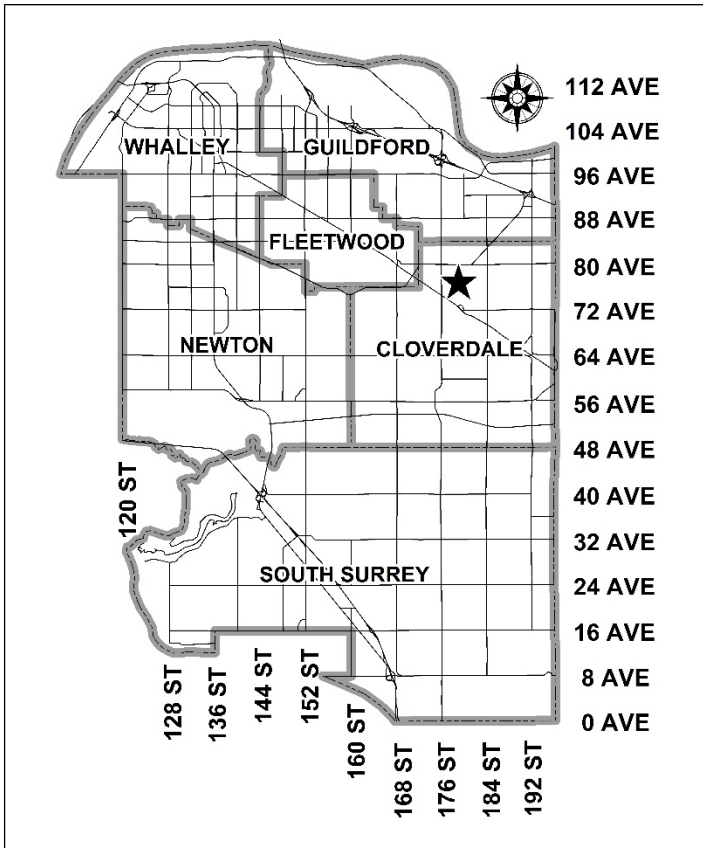 112 AVE
104 AVE
WHALLEY
GUILDFORD
96 AVE
88 AVE
FLEETWOOD
80 AVE
72 AVE
NEWTON
CLOVERDALE
64 AVE
56 AVE
48 AVE
120 ST
40 AVE
32 AVE
SOUTH SURREY
24 AVE
16 AVE
8 AVE
0 AVE
128 ST
136 ST
144 ST
152 ST
160 ST
168 ST
176 ST
184 ST
192 ST